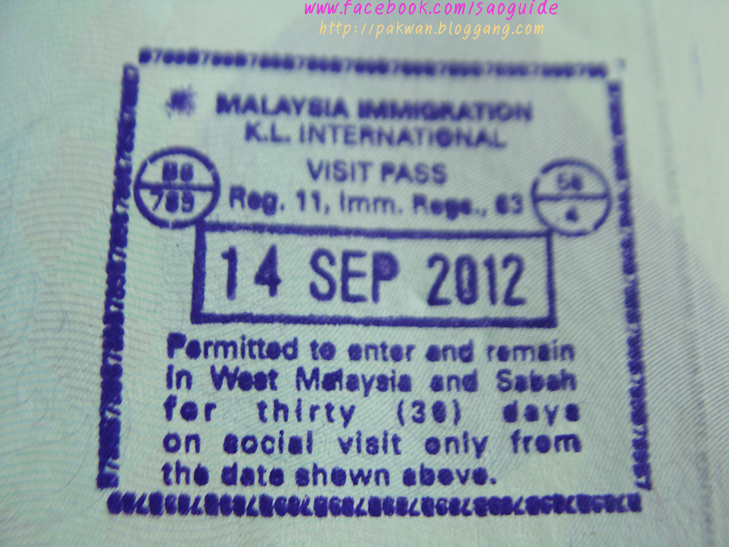 www.facebook.com/saoguide
http://pakwan.bloggang.com
MALAYSIA IMMIGRATION
K.L. INTERNATIONAL
VISIT PASS
Reg. 11, Imm. Regs., 63
785
4
14 SEP 2012
Permitted to enter and remain
in West Malaysia and Sabah
for thirty (30) days
on social visit only from
the date shown above.